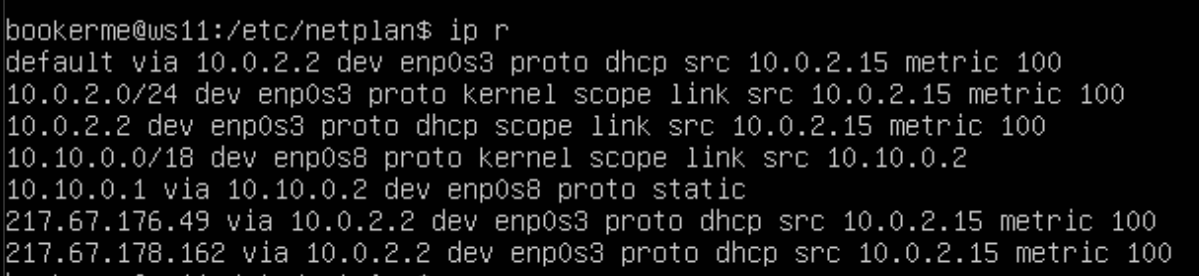 bookerme@ws11:/etc/netplan$ ip r
default via 10.0.2.2 dev enp0s3 proto dhcp src 10.0.2.15 metric 100
10.0.2.0/24 dev enp0s3 proto kernel scope link src 10.0.2.15 metric 100
10.0.2.2 dev enp0s3 proto dhcp scope link src 10.0.2.15 metric 100
10.10.0.0/18 dev enp0s8 proto kernel scope link src 10.10.0.2
10.10.0.1 via 10.10.0.2 dev enp0s8 proto static
217.67.176.49 via 10.0.2.2 dev enp0s3 proto dhcp src 10.0.2.15 metric 100
217.67.178.162 via 10.0.2.2 dev enp0s3 proto dhcp src 10.0.2.15 metric 100